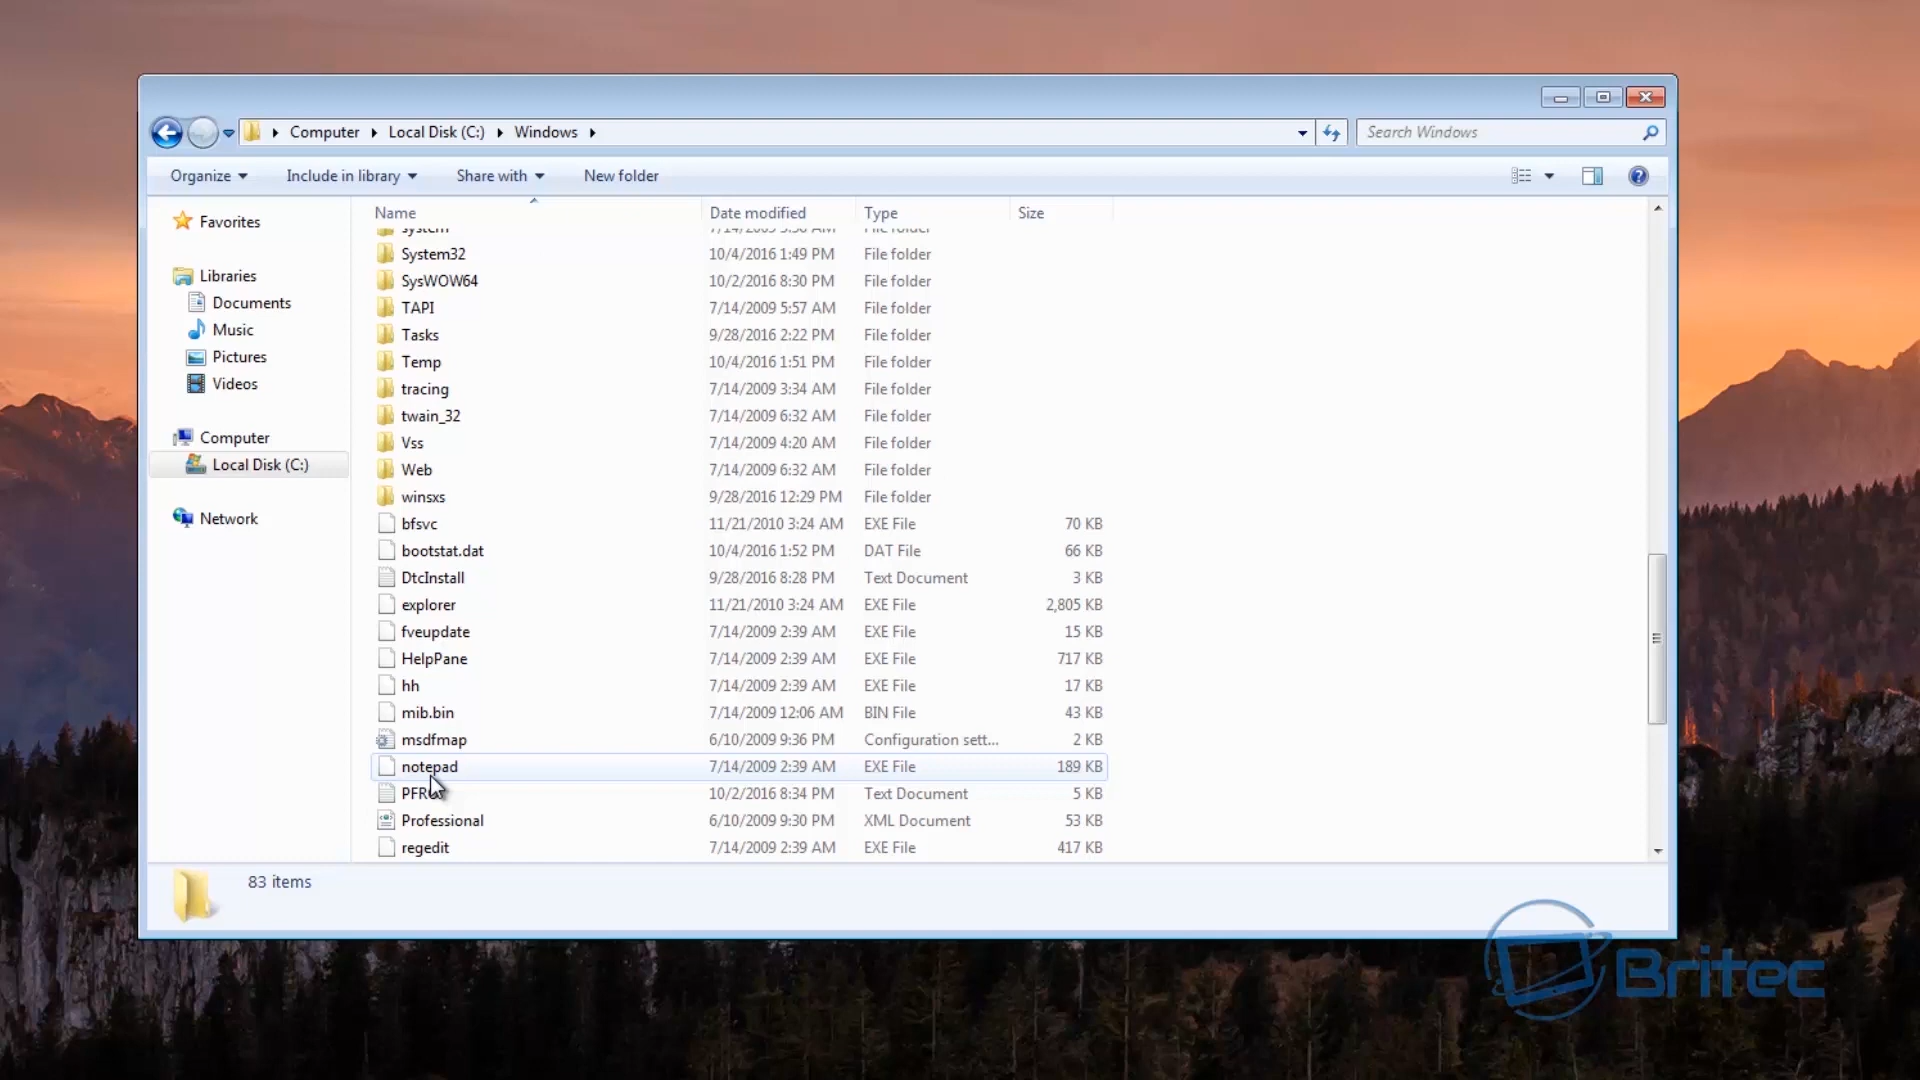 Computer Local Disk (C:) Windows
Search Windows
Organize Include in library Share with New folder
Name Date modified Type Size
Favorites
Libraries
Documents
Music
Pictures
Videos
Computer
Local Disk (C:)
Network
system 7/14/2009 File folder
System32 10/4/2016 1:49 PM File folder
SysWOW64 10/2/2016 8:30 PM File folder
TAPI 7/14/2009 5:57 AM File folder
Tasks 9/28/2016 2:22 PM File folder
Temp 10/4/2016 1:51 PM File folder
tracing 7/14/2009 3:34 AM File folder
twain_32 7/14/2009 6:32 AM File folder
Vss 7/14/2009 4:20 AM File folder
Web 7/14/2009 6:32 AM File folder
winsxs 9/28/2016 12:29 PM File folder
bfsvc 11/21/2010 3:24 AM EXE File 70 KB
bootstat.dat 10/4/2016 1:52 PM DAT File 66 KB
DtcInstall 9/28/2016 8:28 PM Text Document 3 KB
explorer 11/21/2010 3:24 AM EXE File 2,805 KB
fveupdate 7/14/2009 2:39 AM EXE File 15 KB
HelpPane 7/14/2009 2:39 AM EXE File 717 KB
hh 7/14/2009 2:39 AM EXE File 17 KB
mib.bin 7/14/2009 12:06 AM BIN File 43 KB
msdfmap 6/10/2009 9:36 PM Configuration sett... 2 KB
notepad 7/14/2009 2:39 AM EXE File 189 KB
10/2/2016 8:34 PM Text Document 5 KB
Professional 6/10/2009 9:30 PM XML Document 53 KB
regedit 7/14/2009 2:39 AM EXE File 417 KB
83 items
Britec